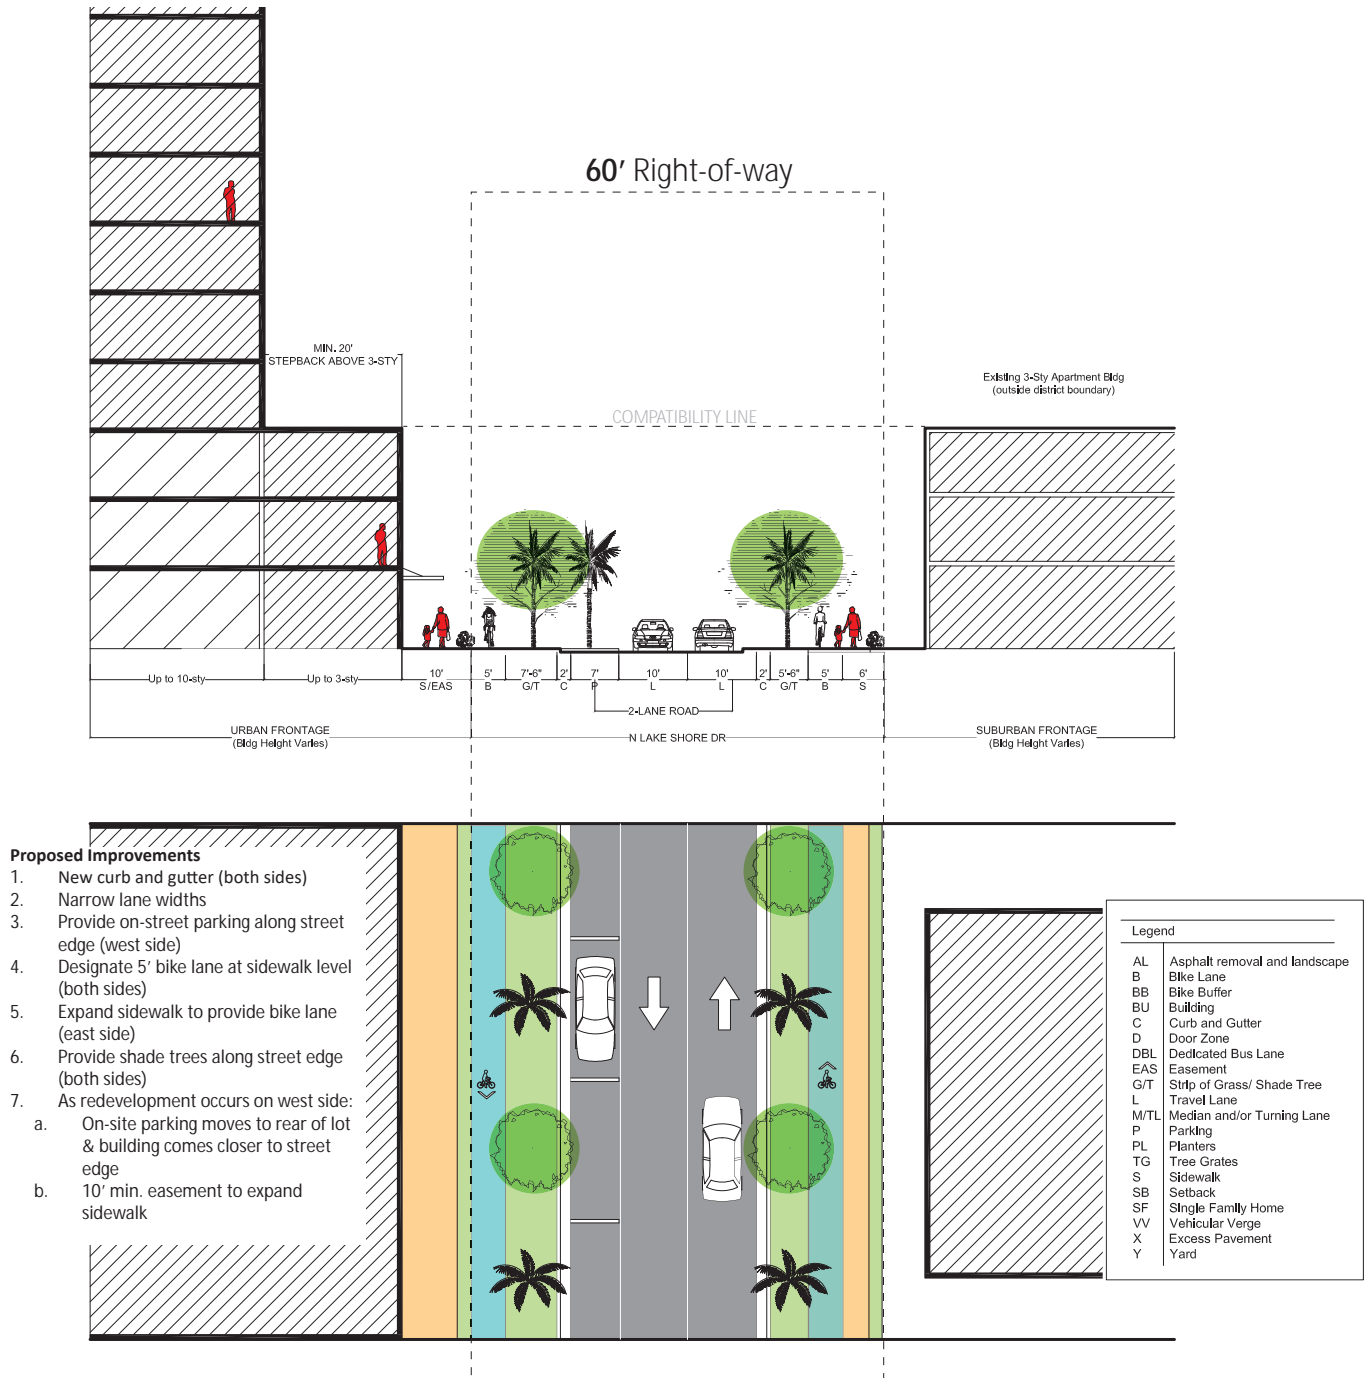 60' Right-of-way
MIN. 20'
STEPBACK ABOVE 3-STY
Existing 3-Sty Apartment Bldg
(outside district boundary)
COMPATIBILITY LINE
Up to 10-sty
Up to 3-sty
10' 5' 7'-6" 2' 7' 10' 10' 2' 5'-6" 5' 6'
S/EAS B G/T C P L L C G/T B S
2-LANE ROAD
URBAN FRONTAGE
(Bldg Height Varies)
N LAKE SHORE DR
SUBURBAN FRONTAGE
(Bldg Height Varies)
Proposed Improvements
1. New curb and gutter (both sides)
2. Narrow lane widths
3. Provide on-street parking along street
edge (west side)
4. Designate 5' bike lane at sidewalk level
(both sides)
5. Expand sidewalk to provide bike lane
(east side)
6. Provide shade trees along street edge
(both sides)
7. As redevelopment occurs on west side:
a. On-site parking moves to rear of lot
& building comes closer to street
edge
b. 10' min. easement to expand
sidewalk
Legend
AL Asphalt removal and landscape
B Bike Lane
BB Bike Buffer
BU Building
C Curb and Gutter
D Door Zone
DBL Dedicated Bus Lane
EAS Easement
G/T Strip of Grass/ Shade Tree
L Travel Lane
M/TL Median and/or Turning Lane
P Parking
PL Planters
TG Tree Grates
S Sidewalk
SB Setback
SF Single Family Home
VV Vehicular Verge
X Excess Pavement
Y Yard